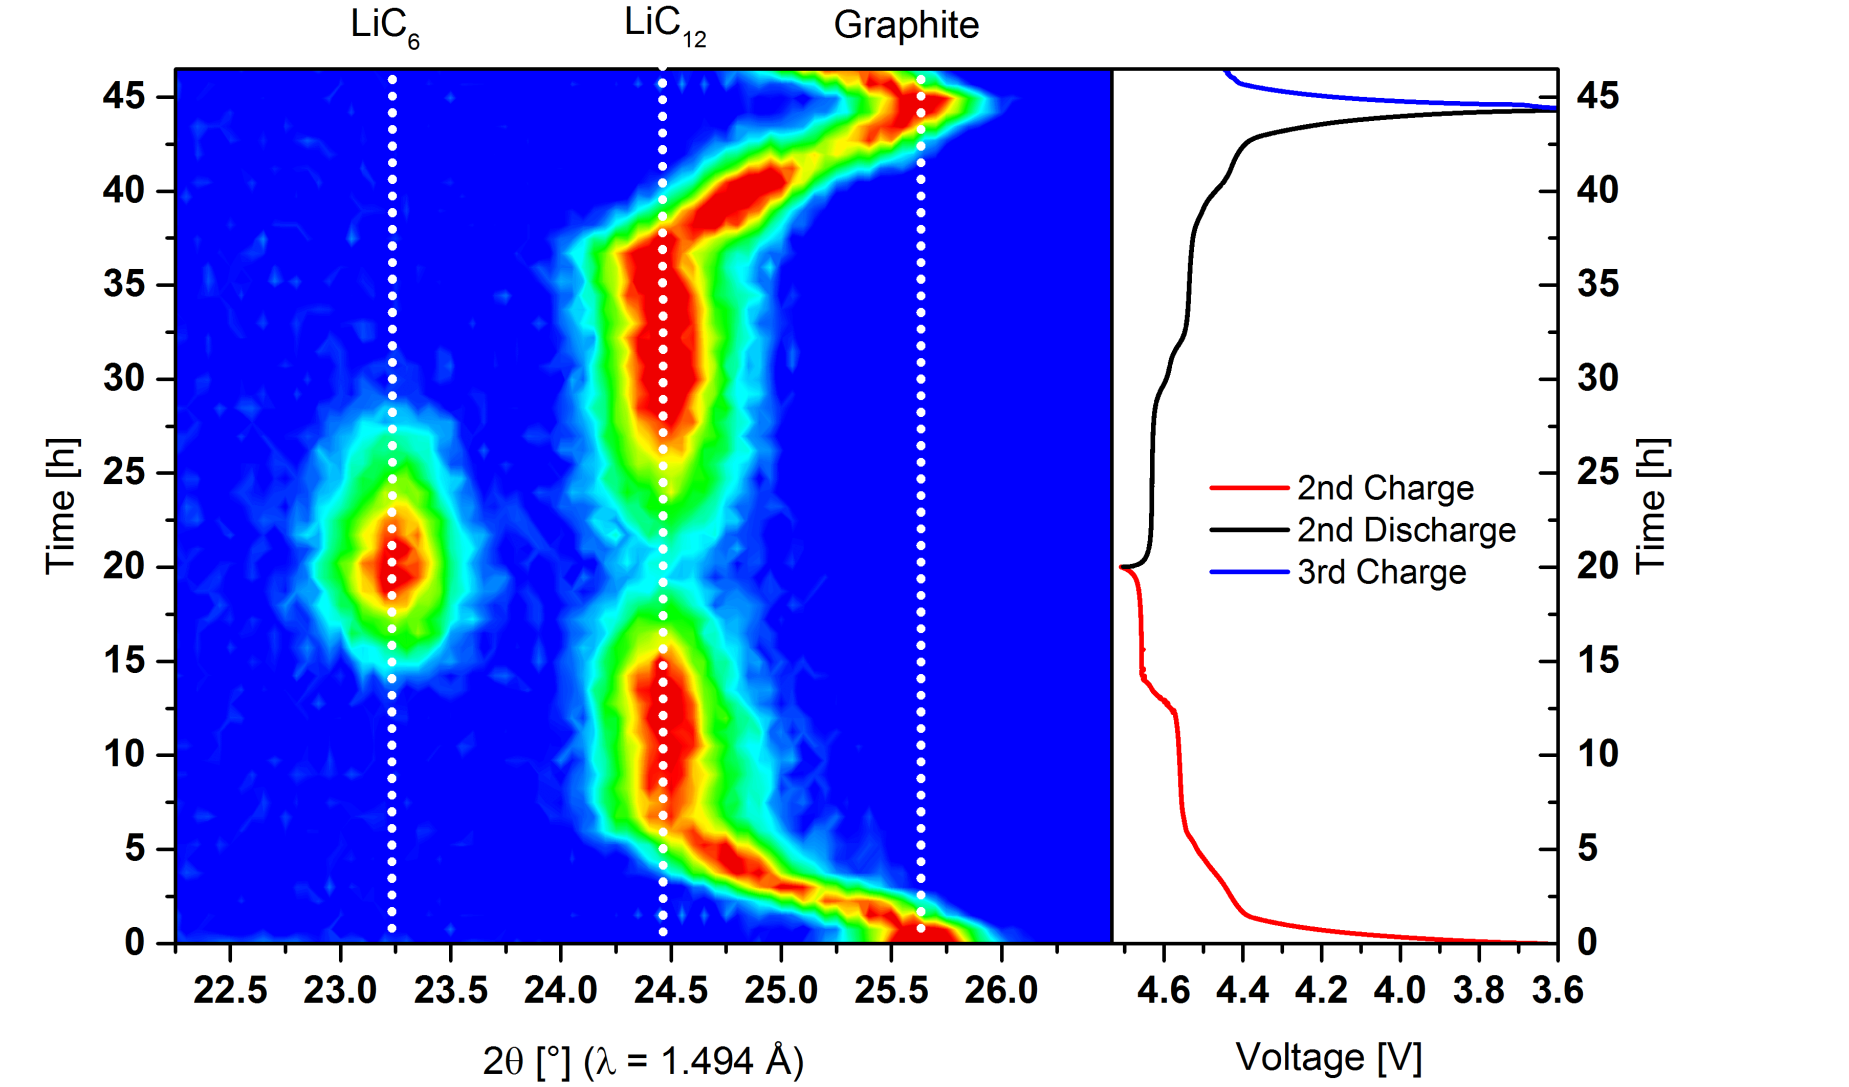 LiC6 LiC12 Graphite
45 45
40 40
35 35
30 30
25 25
2nd Charge
2nd Discharge
3rd Charge
20 20
15 15
10 10
5 5
0 0
Time [h]
Time [h]
22.5 23.0 23.5 24.0 24.5 25.0 25.5 26.0 4.6 4.4 4.2 4.0 3.8 3.6
2θ [°] (λ = 1.494 Å) Voltage [V]